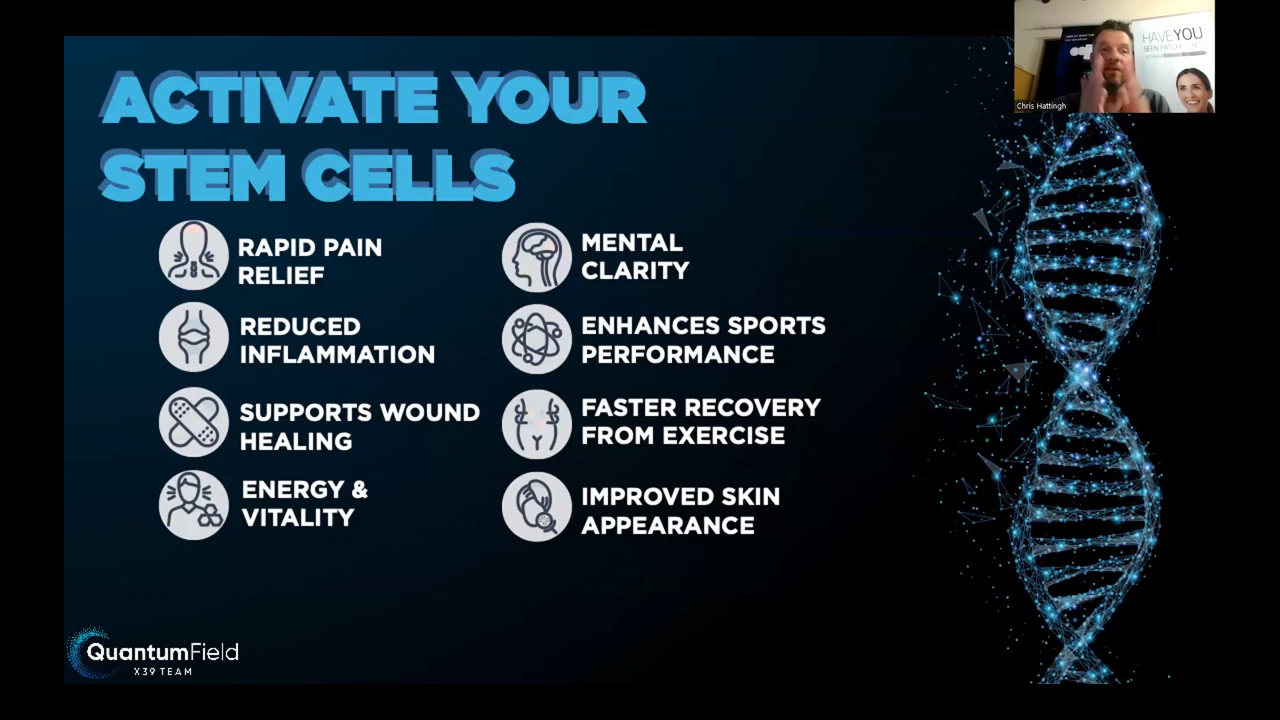 ACTIVATE YOUR
STEM CELLS
RAPID PAIN
RELIEF
REDUCED
INFLAMMATION
SUPPORTS WOUND
HEALING
ENERGY &
VITALITY
MENTAL
CLARITY
ENHANCES SPORTS
PERFORMANCE
FASTER RECOVERY
FROM EXERCISE
IMPROVED SKIN
APPEARANCE
QuantumField
X39 TEAM
HAVE YOU
BEEN
Chris Hattingh